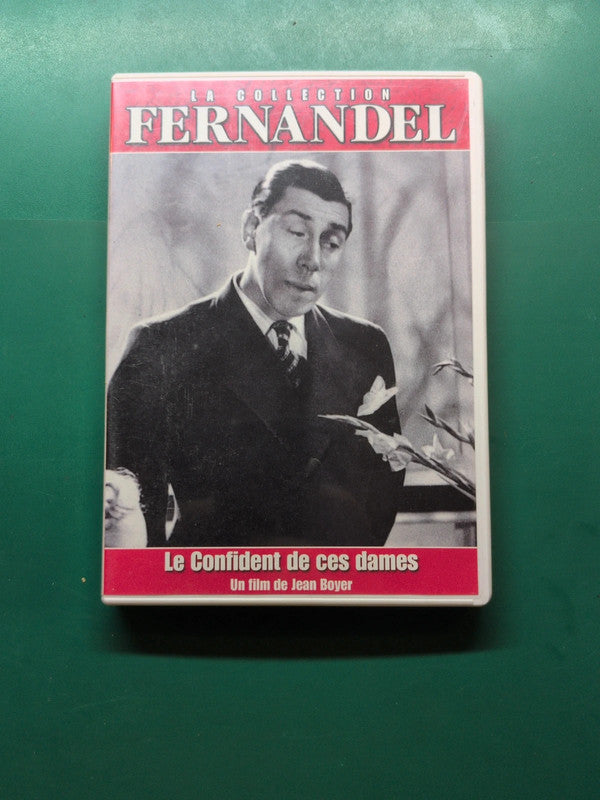 LA COLLECTION
FERNANDEL
Le Confident de ces dames
Un film de Jean Boyer